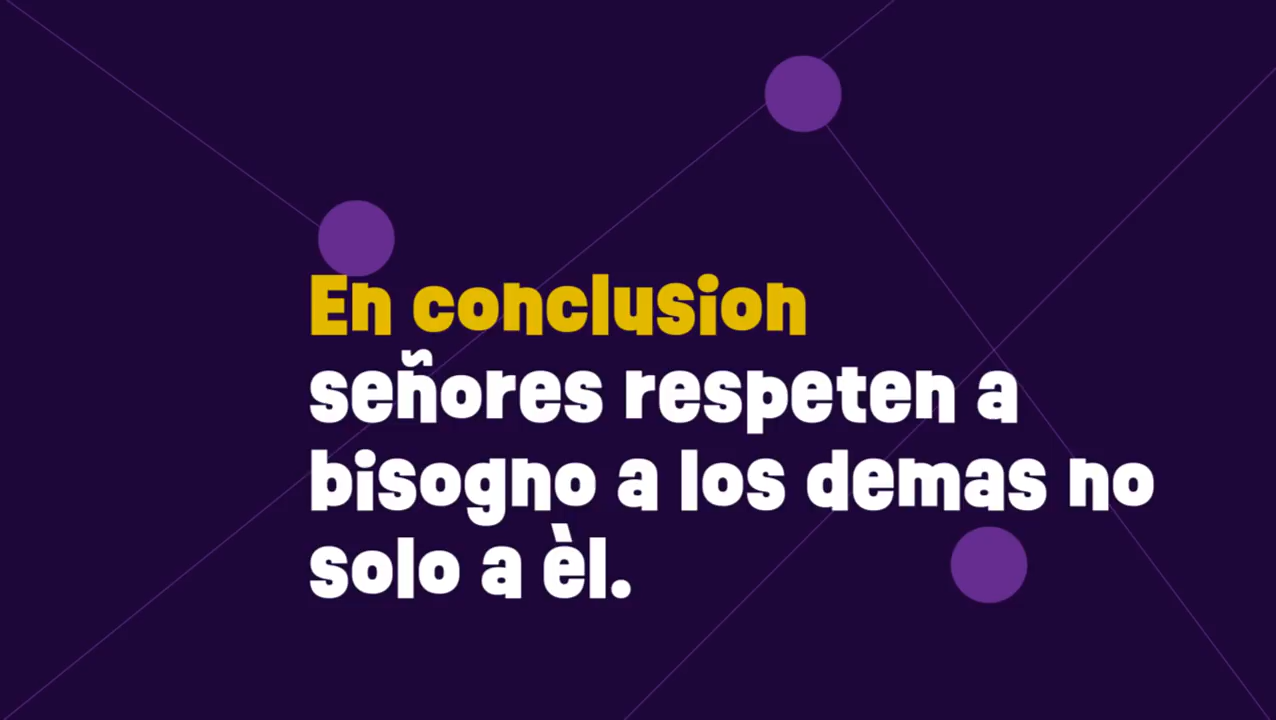 En conclusion
señores respeten a
bisogno a los demas no
solo a èl.